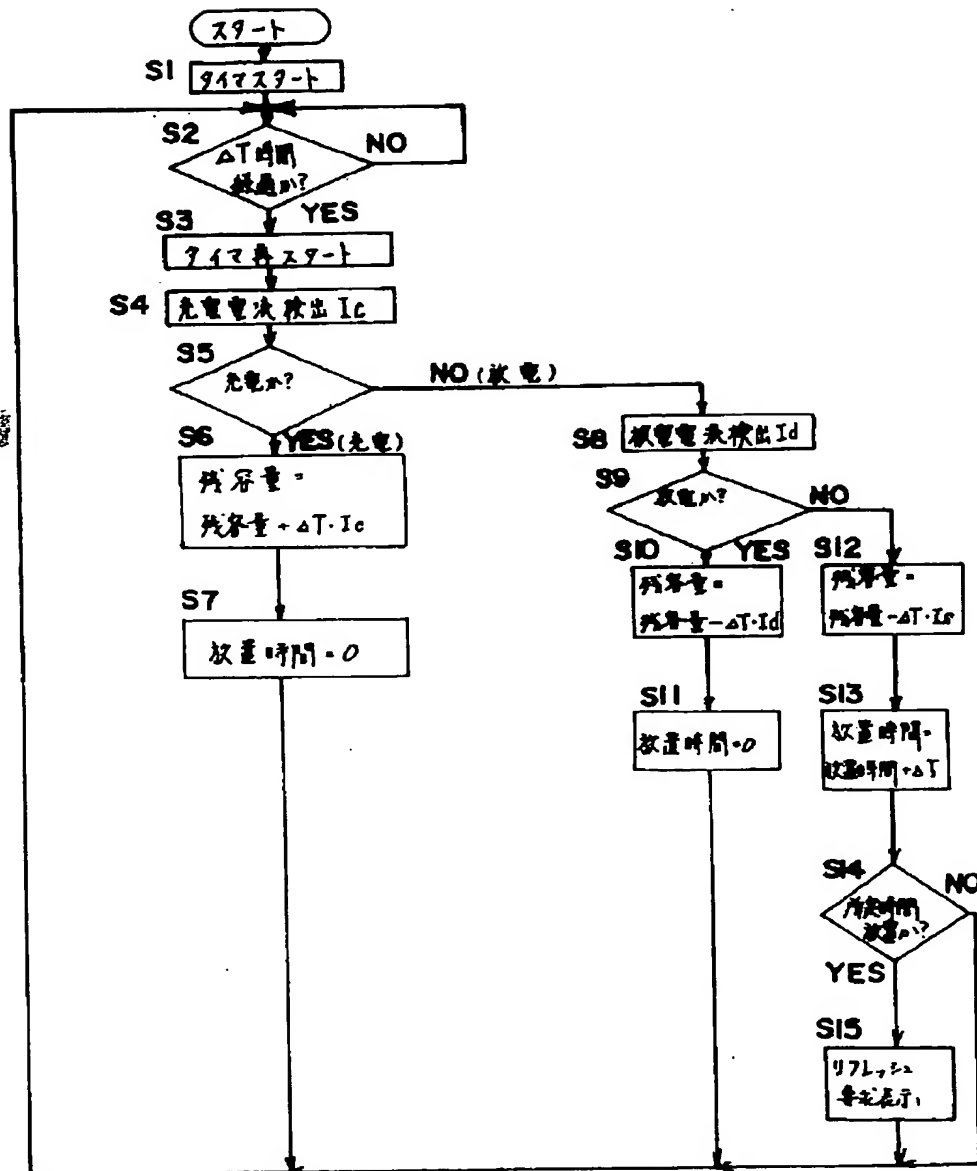 スタート
S1
タイマスタート
S2
ΔT時間
経過か?
NO
YES
S3
タイマ再スタート
S4
充電電流検出Ic
S5
充電か?
NO(放電)
YES(充電)
S6
残容量=
残容量+ΔT·Ic
S7
放置時間=0
S8
放電電流検出Id
S9
放電か?
NO
YES
S10
残容量=
残容量-ΔT·Id
S11
放置時間=0
S12
残容量=
残容量-ΔT·Is
S13
放置時間=
放置時間+ΔT
S14
所定時間
放置か?
NO
YES
S15
リフレッシュ
要求表示